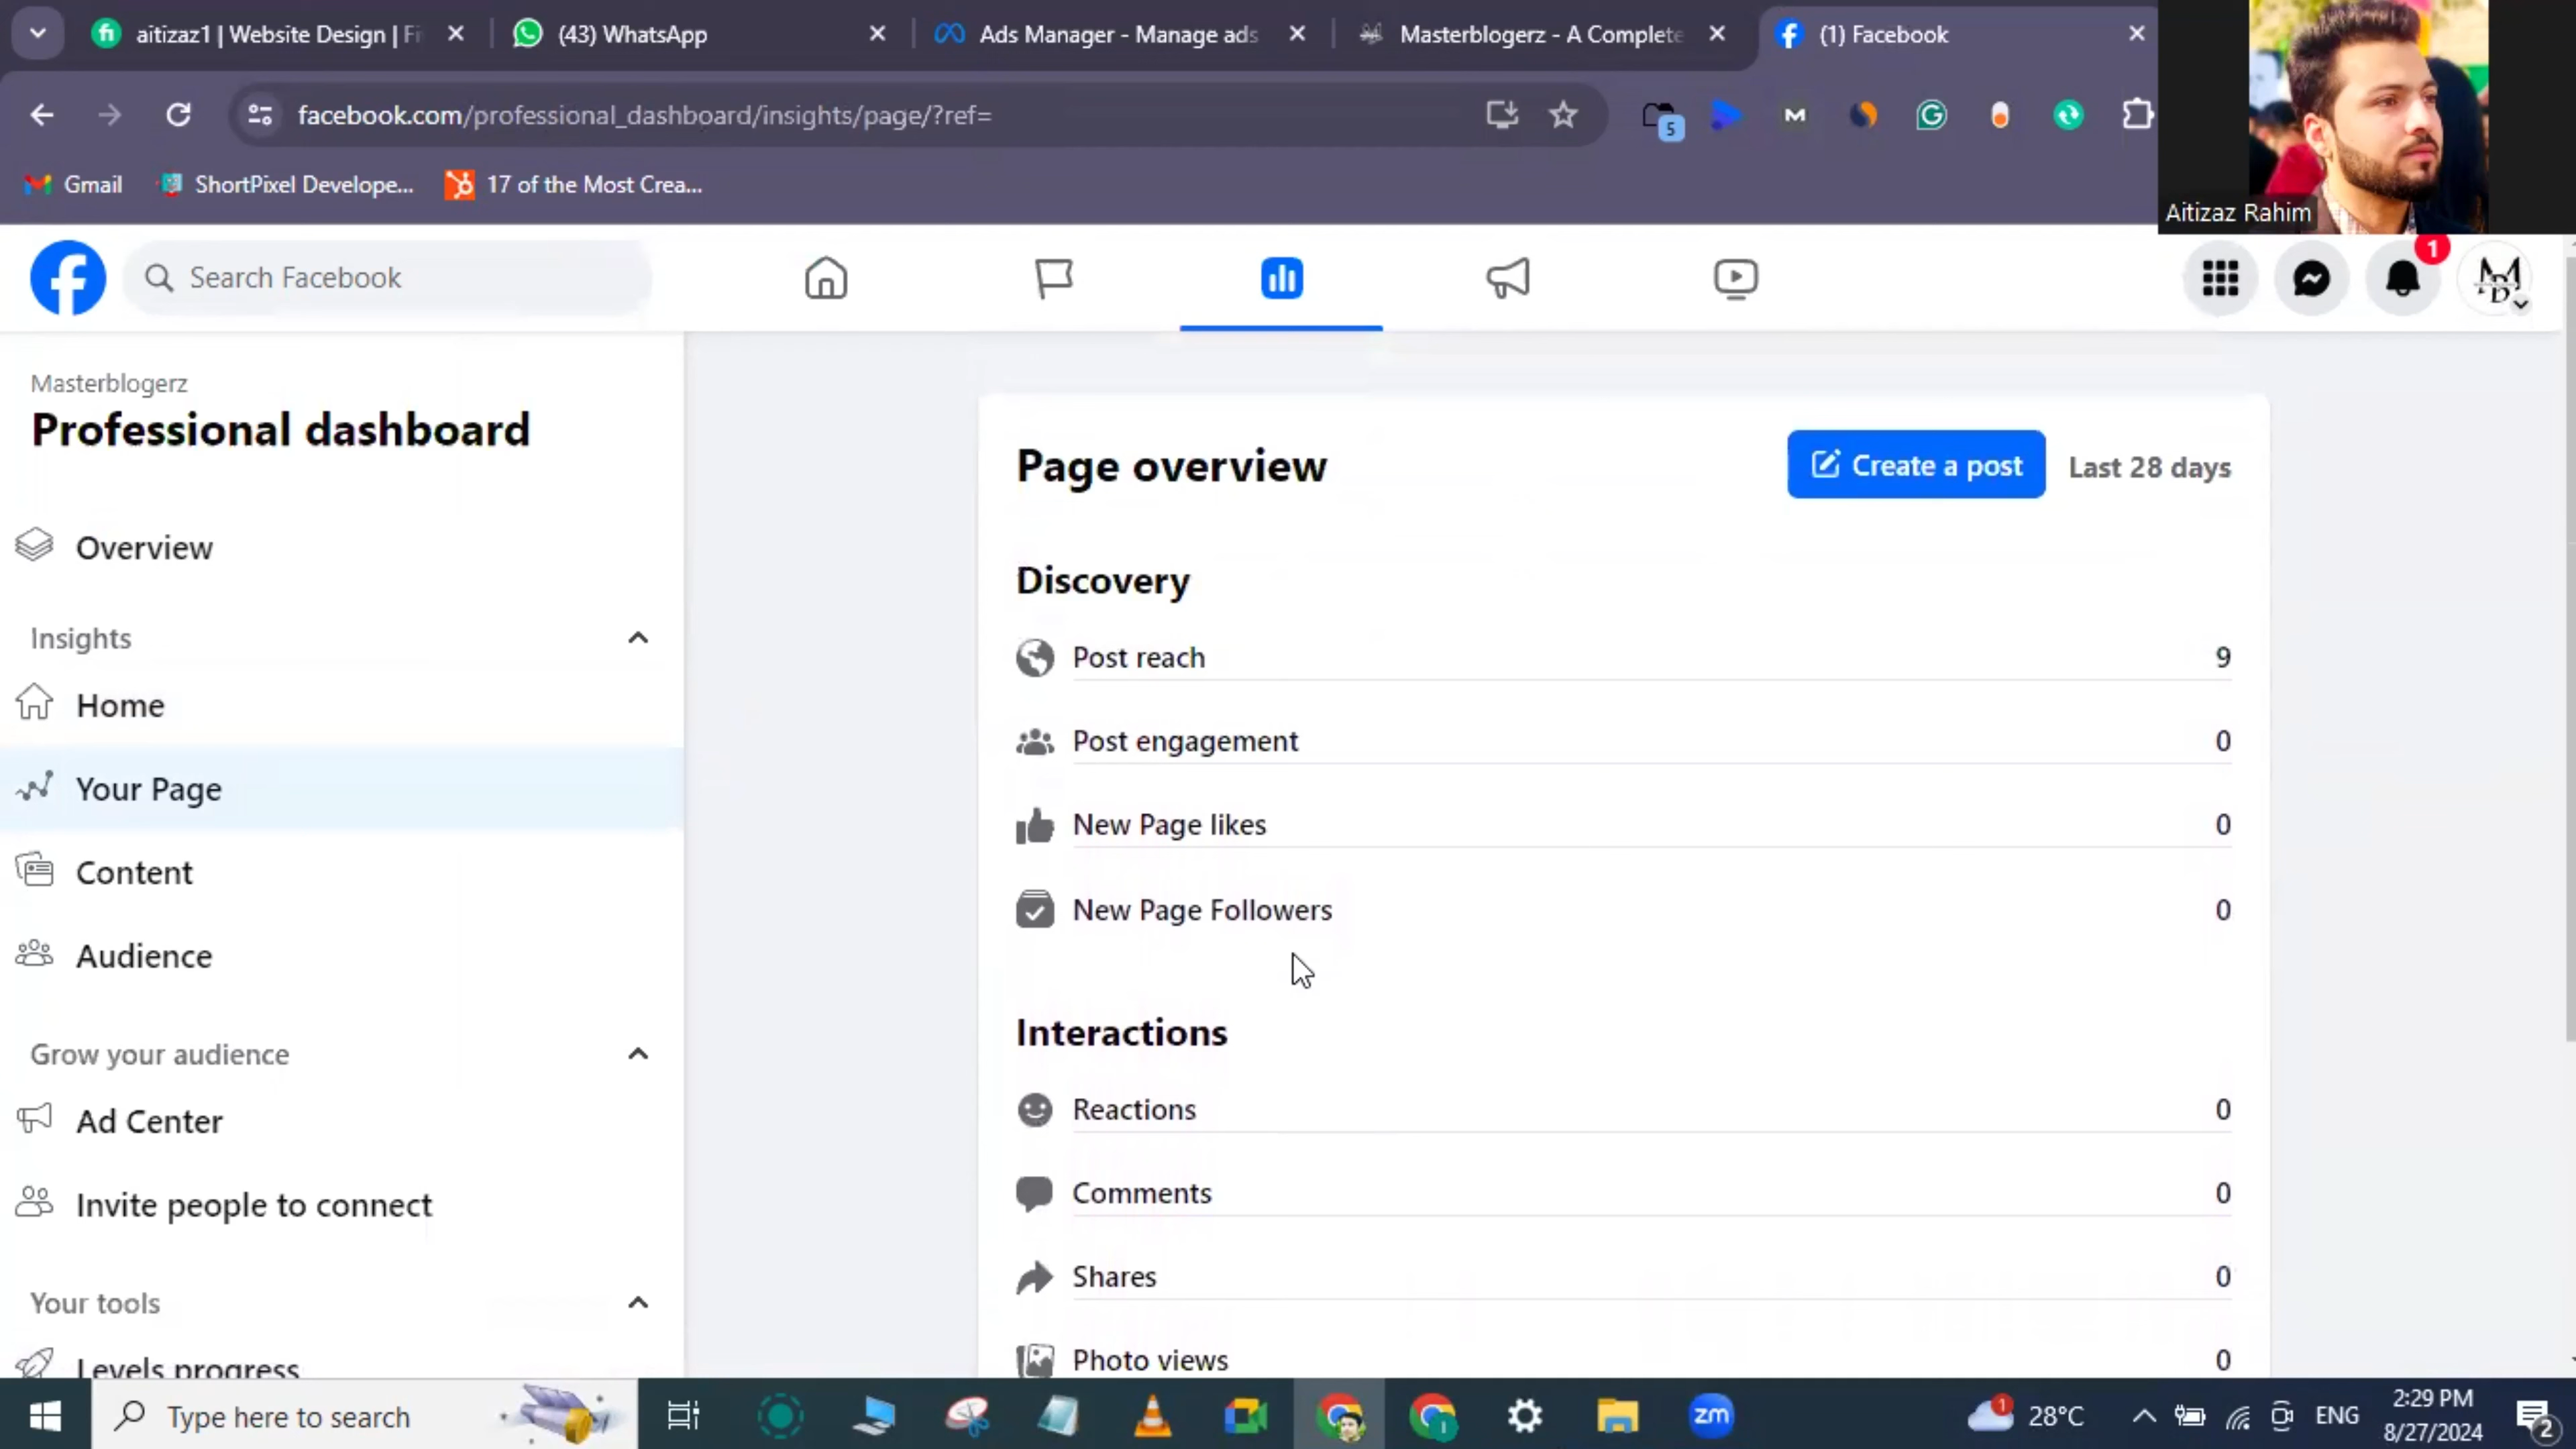 aitizaz1 | Website Design | Fi
(43) WhatsApp
Ads Manager - Manage ads
Masterblogerz - A Complete
(1) Facebook
facebook.com/professional_dashboard/insights/page/?ref=
5
Gmail
ShortPixel Develope...
17 of the Most Crea...
Aitizaz Rahim
Search Facebook
1
Masterblogerz
Professional dashboard
Overview
Insights
Home
Your Page
Content
Audience
Grow your audience
Ad Center
Invite people to connect
Your tools
Levels progress
Page overview
Create a post
Last 28 days
Discovery
Post reach 9
Post engagement 0
New Page likes 0
New Page Followers 0
Interactions
Reactions 0
Comments 0
Shares 0
Photo views 0
Type here to search
zm
1
28°C
ENG
2:29 PM
8/27/2024
2